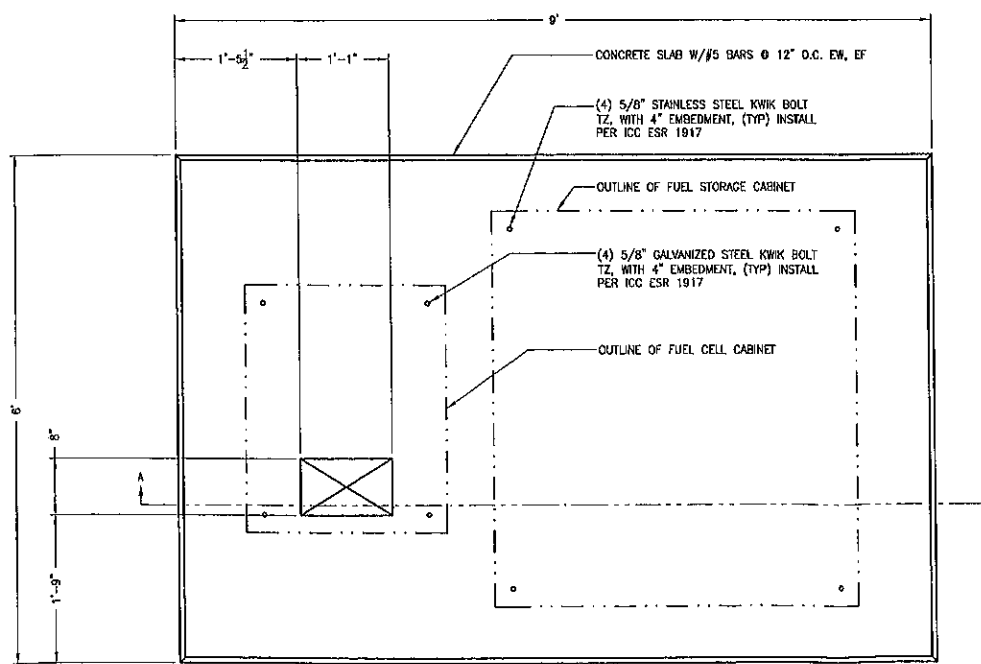 9'
1'-5½"
1'-1"
CONCRETE SLAB W/#5 BARS @ 12" O.C. EW, EF
(4) 5/8" STAINLESS STEEL KWIK BOLT
TZ, WITH 4" EMBEDMENT, (TYP) INSTALL
PER ICC ESR 1917
OUTLINE OF FUEL STORAGE CABINET
(4) 5/8" GALVANIZED STEEL KWIK BOLT
TZ, WITH 4" EMBEDMENT, (TYP) INSTALL
PER ICC ESR 1917
OUTLINE OF FUEL CELL CABINET
6'
8"
A
1'-9"